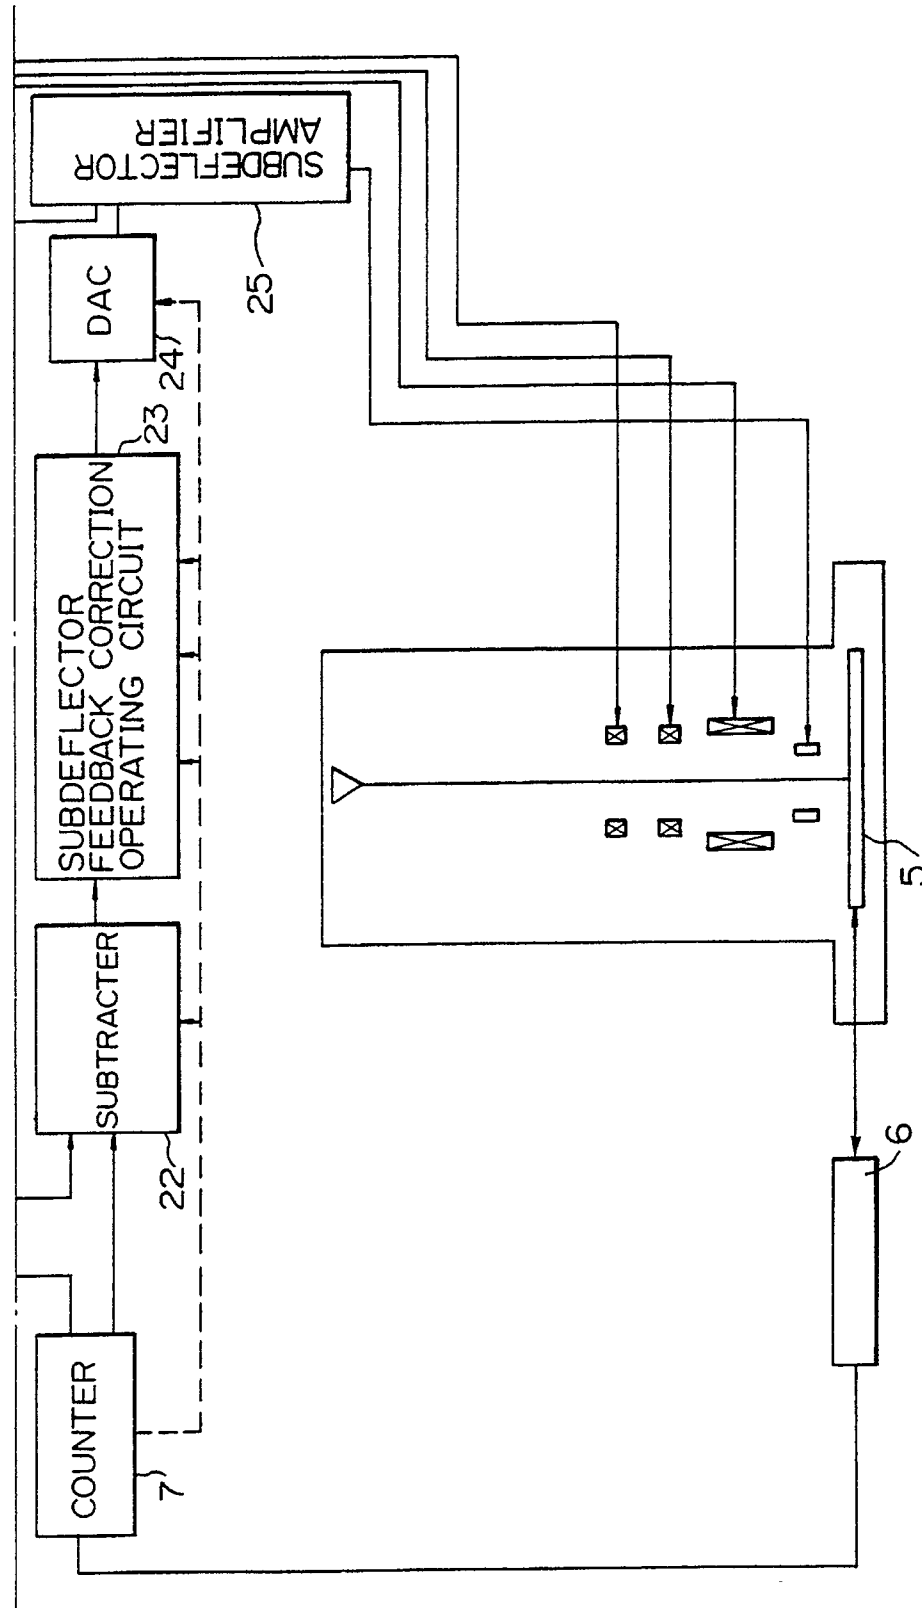 COUNTER
7
SUBTRACTER
22
SUBDEFLECTOR
FEEDBACK CORRECTION
OPERATING CIRCUIT
23
DAC
24
SUBDEFLECTOR
AMPLIFIER
25
6
5